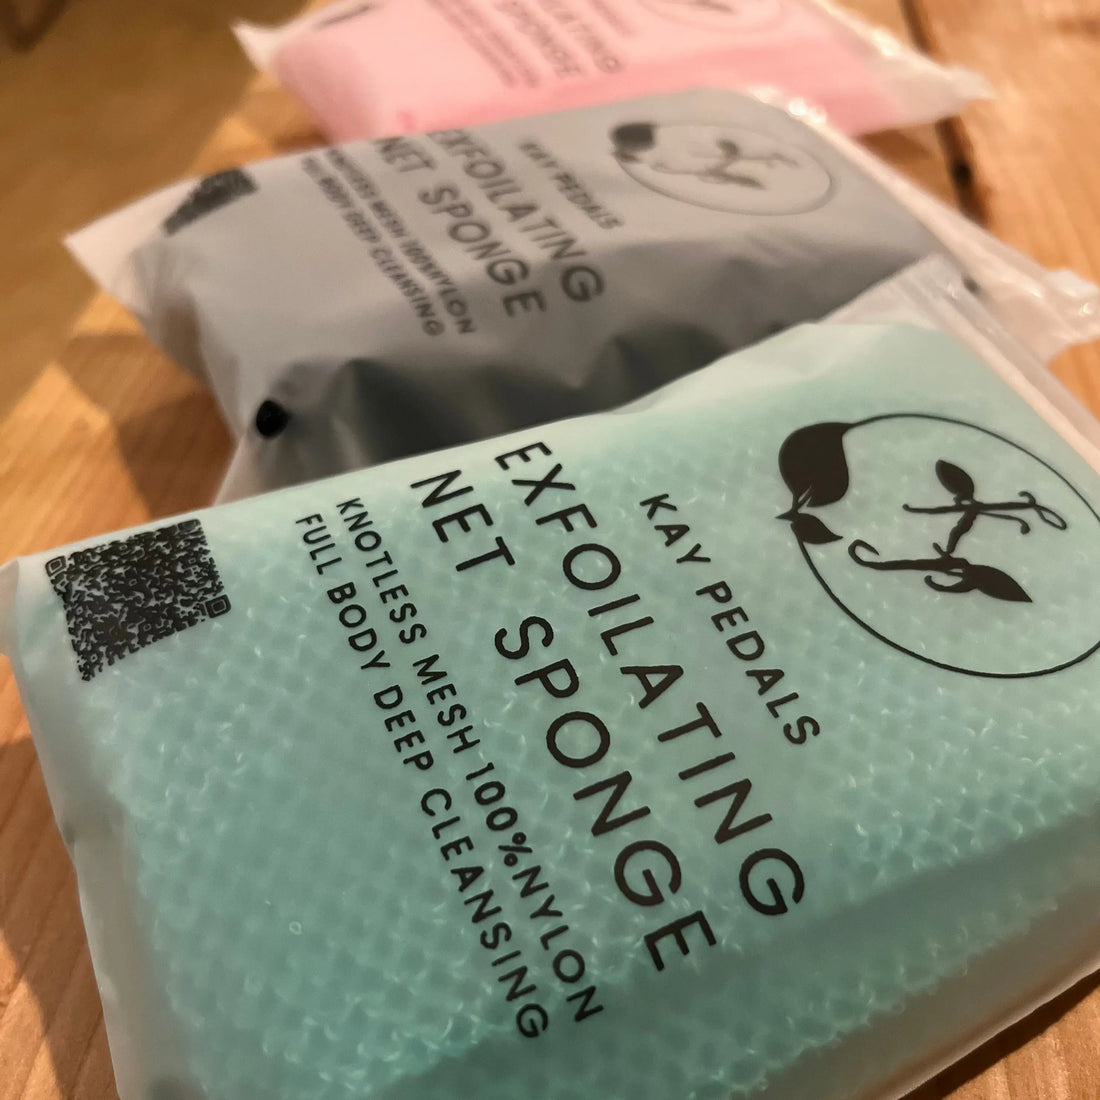 KAY PEDALS
EXFOILATING
NET SPONGE
KNOTLESS MESH 100%NYLON
FULL BODY DEEP CLEANSING
KAY PEDALS
EXFOILATING
NET SPONGE
KNOTLESS MESH 100%NYLON
FULL BODY DEEP CLEANSING
SPONGE